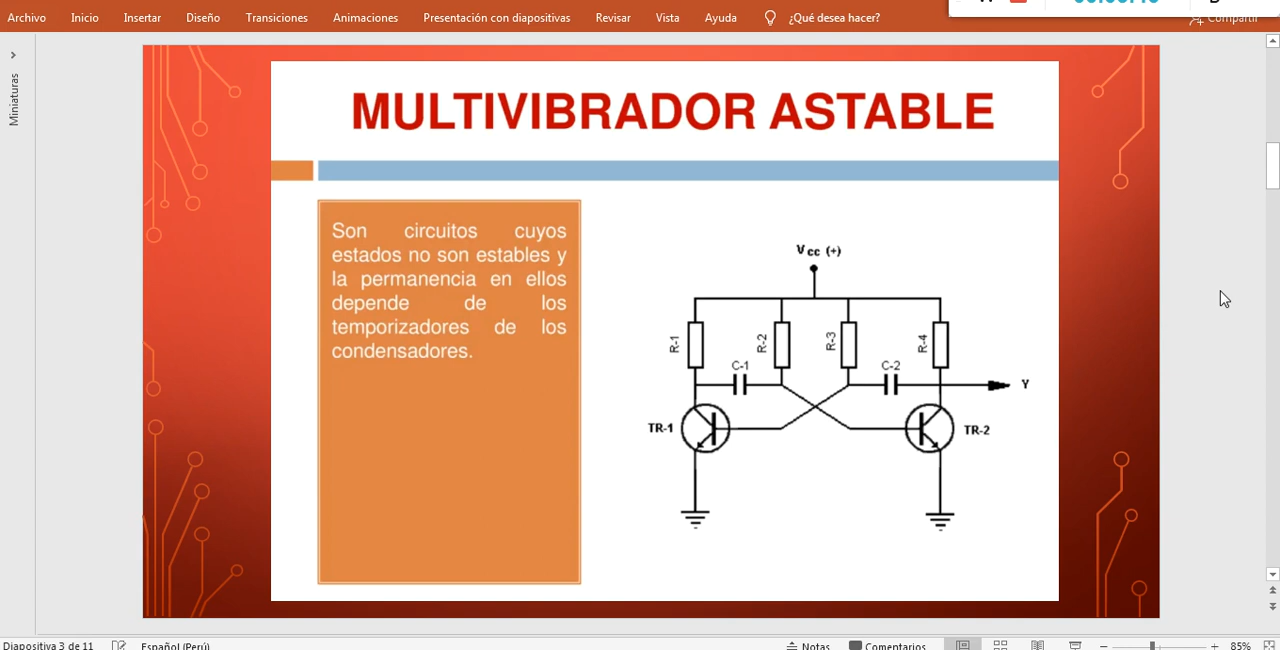 Archivo Inicio Insertar Diseño Transiciones Animaciones Presentación con diapositivas Revisar Vista Ayuda ¿Qué desea hacer? Compartir
Miniaturas
MULTIVIBRADOR ASTABLE
Son circuitos cuyos
estados no son estables y
la permanencia en ellos
depende de los
temporizadores de los
condensadores.
Vcc (+)
R-1
R-2
R-3
R-4
C-1
C-2
Y
TR-1
TR-2
Diapositiva 3 de 11 Español (Perú) Notas Comentarios 85%